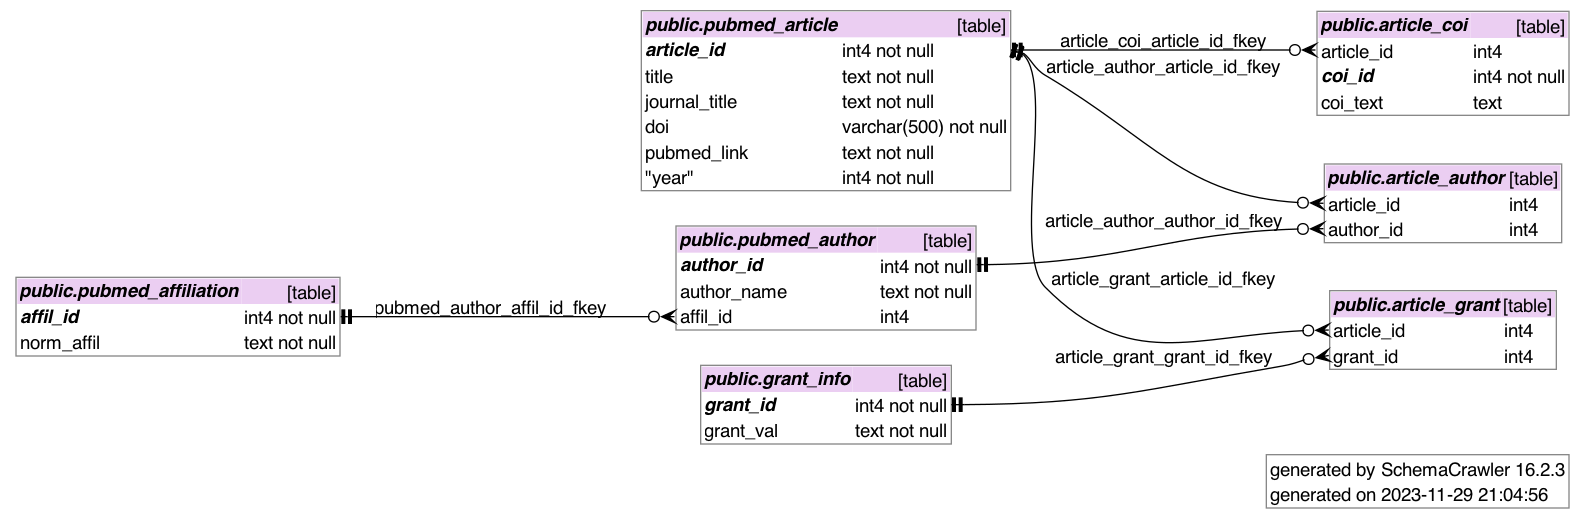 public.pubmed_article [table]
article_id int4 not null
title text not null
journal_title text not null
doi varchar(500) not null
pubmed_link text not null
"year" int4 not null
article_coi_article_id_fkey
article_author_article_id_fkey
public.article_coi [table]
article_id int4
coi_id int4 not null
coi_text text
public.article_author [table]
article_id int4
author_id int4
article_author_author_id_fkey
public.pubmed_author [table]
author_id int4 not null
author_name text not null
affil_id int4
public.pubmed_affiliation [table]
affil_id int4 not null
norm_affil text not null
pubmed_author_affil_id_fkey
article_grant_article_id_fkey
public.article_grant [table]
article_id int4
grant_id int4
article_grant_grant_id_fkey
public.grant_info [table]
grant_id int4 not null
grant_val text not null
generated by SchemaCrawler 16.2.3
generated on 2023-11-29 21:04:56